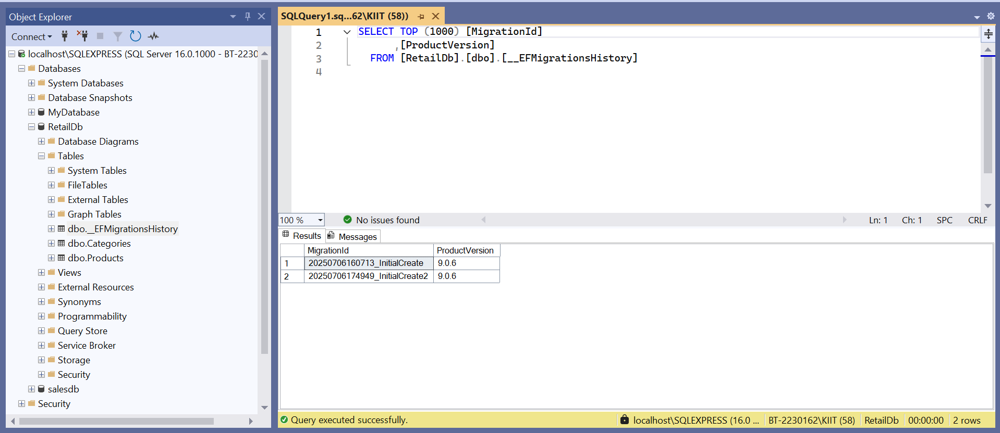 Object Explorer
Connect
localhost\SQLEXPRESS (SQL Server 16.0.1000 - BT-2230
Databases
System Databases
Database Snapshots
MyDatabase
RetailDb
Database Diagrams
Tables
System Tables
FileTables
External Tables
Graph Tables
dbo.__EFMigrationsHistory
dbo.Categories
dbo.Products
Views
External Resources
Synonyms
Programmability
Query Store
Service Broker
Storage
Security
salesdb
Security
SQLQuery1.sq...62\KIIT (58))
1 SELECT TOP (1000) [MigrationId]
2 ,[ProductVersion]
3 FROM [RetailDb].[dbo].[__EFMigrationsHistory]
4
100 % No issues found Ln: 1 Ch: 1 SPC CRLF
Results Messages
MigrationId ProductVersion
1 20250706160713_InitialCreate 9.0.6
2 20250706174949_InitialCreate2 9.0.6
Query executed successfully. localhost\SQLEXPRESS (16.0 ... BT-2230162\KIIT (58) RetailDb 00:00:00 2 rows